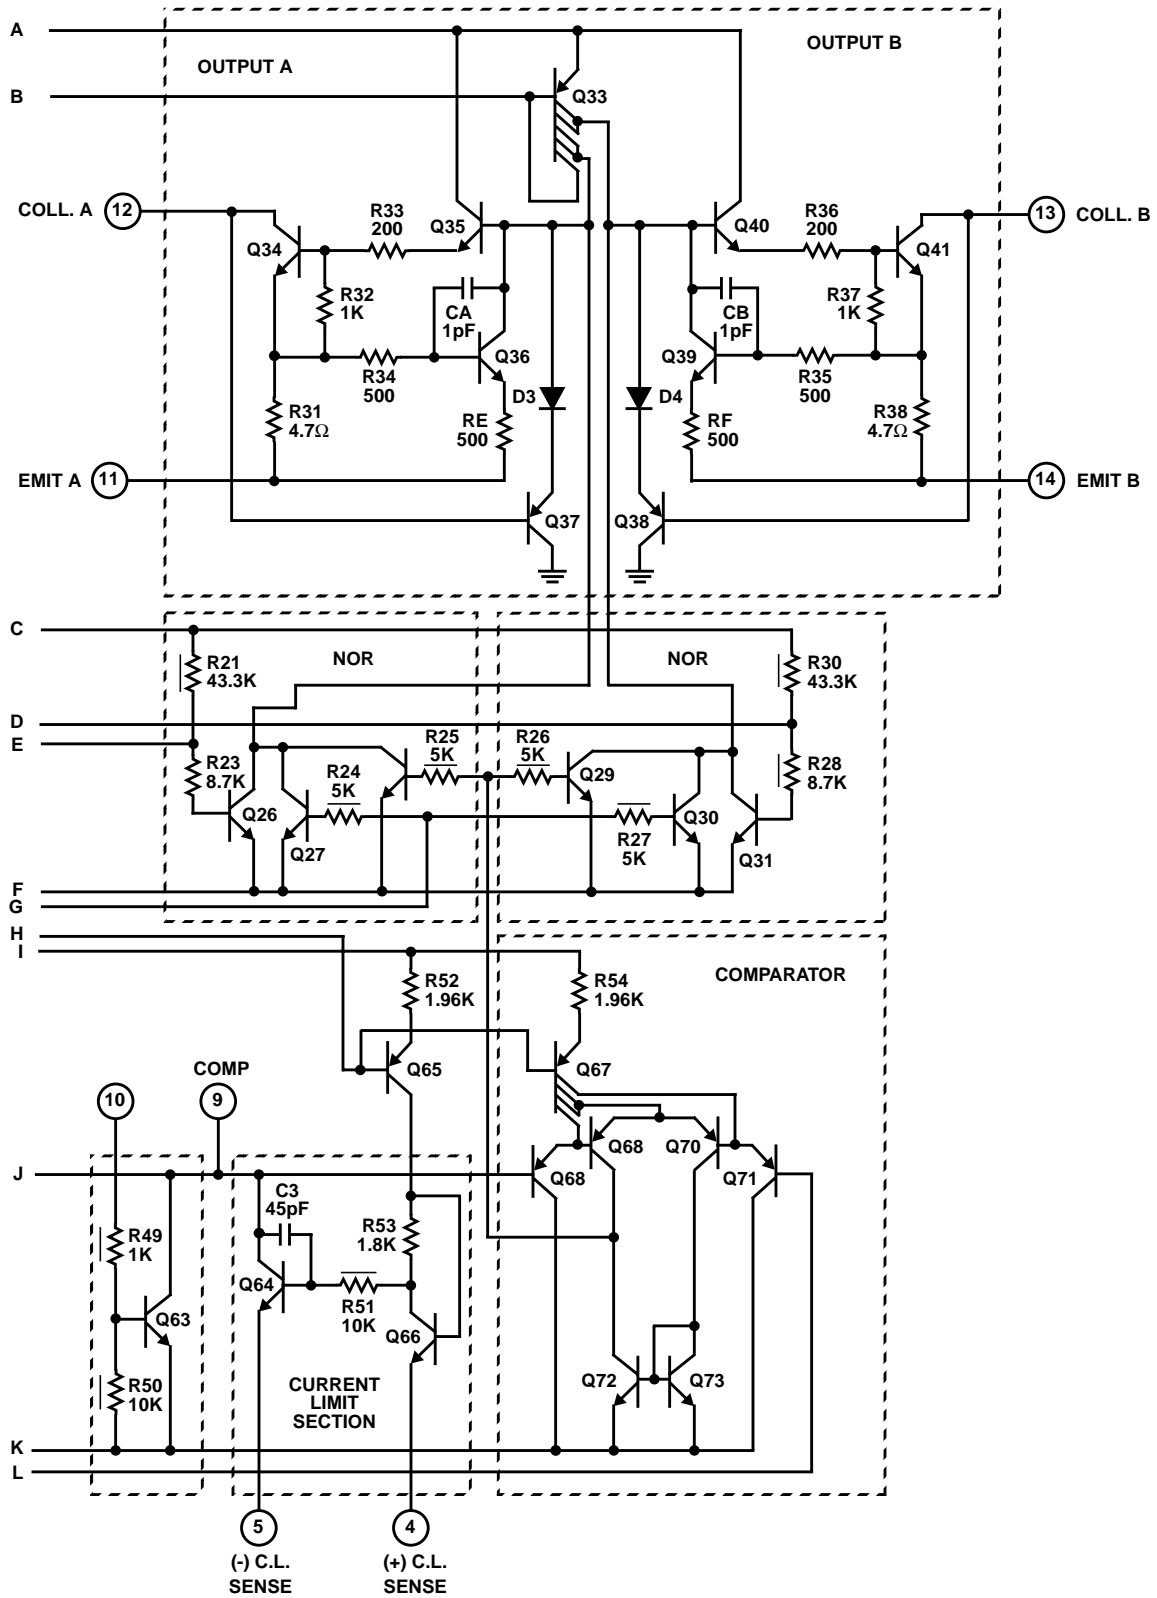 A
OUTPUT A
OUTPUT B
B
Q33
COLL. A
12
R33
200
Q35
Q40
R36
200
13
COLL. B
Q34
Q41
R32
1K
CA
1pF
CB
1pF
R37
1K
Q36
Q39
R34
500
D3
D4
R35
500
R31
4.7Ω
RE
500
RF
500
R38
4.7Ω
EMIT A
11
14
EMIT B
Q37
Q38
C
R21
43.3K
NOR
NOR
R30
43.3K
D
E
R23
8.7K
R25
5K
R26
5K
R28
8.7K
R24
5K
Q29
Q26
Q27
Q30
R27
5K
Q31
F
G
H
I
COMPARATOR
R52
1.96K
R54
1.96K
Q65
Q67
COMP
10
9
Q68
Q70
J
Q68
Q71
C3
45pF
R49
1K
R53
1.8K
Q64
R51
10K
Q63
Q66
R50
10K
CURRENT
LIMIT
SECTION
Q72
Q73
K
L
5
4
(-) C.L.
SENSE
(+) C.L.
SENSE